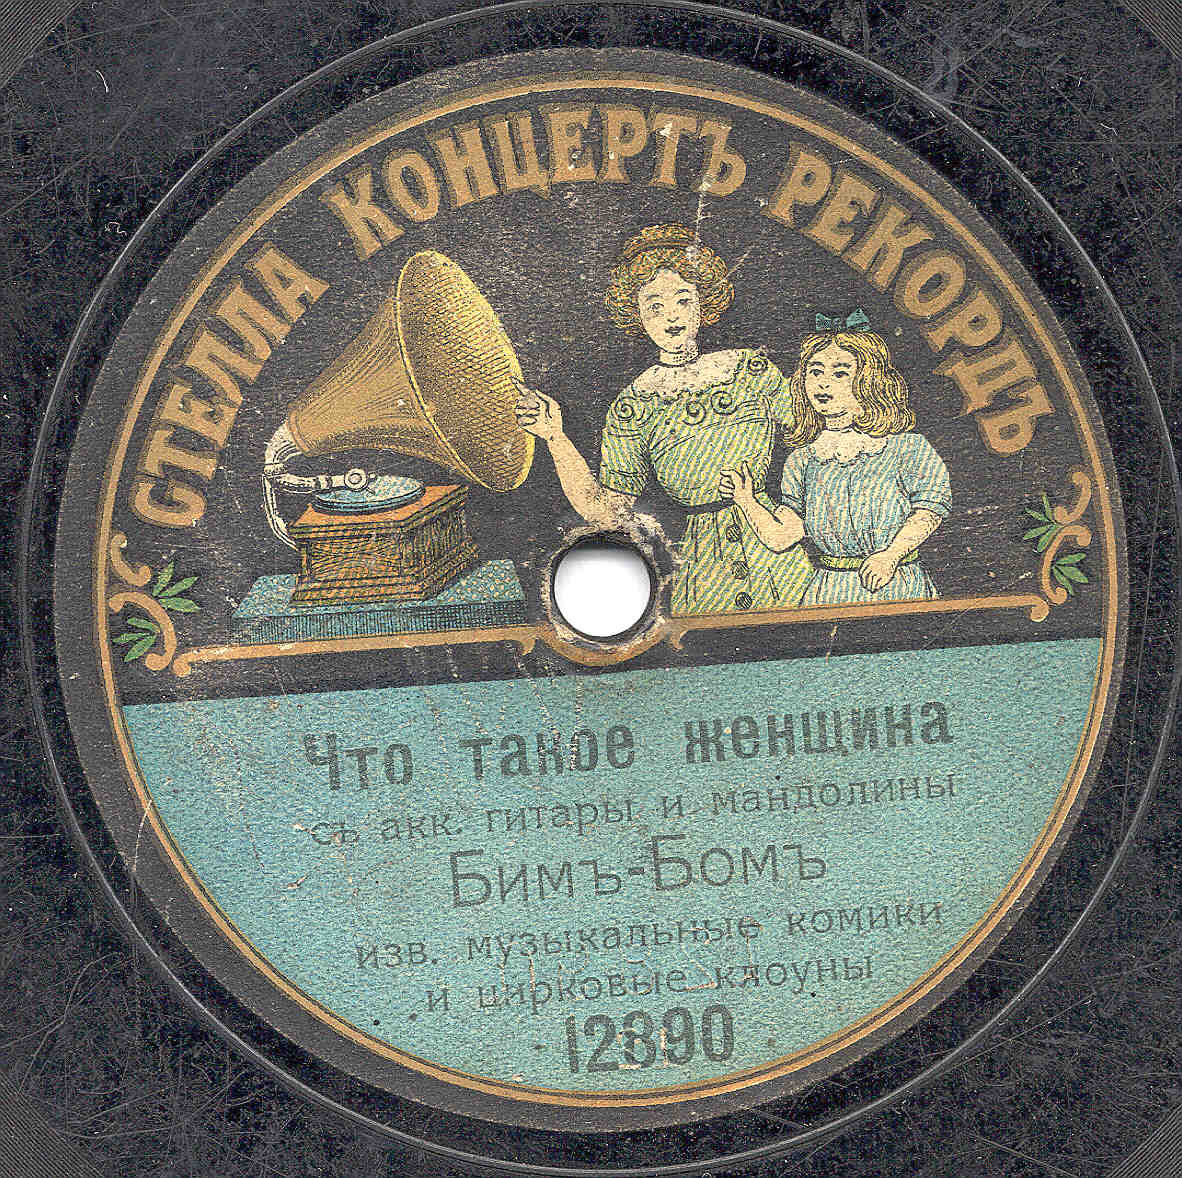 СТЕЛЛА КОНЦЕРТЪ РЕКОРДЪ
Что такое женщина
съ акк. гитары и мандолины
Бимъ-Бомъ
изв. музыкальные комики
и цирковые клоуны
12890